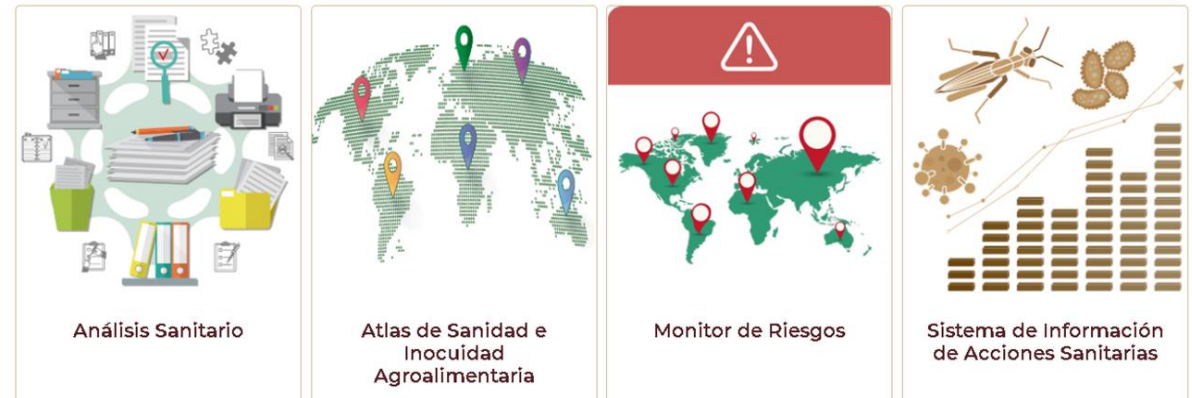 Análisis Sanitario
Atlas de Sanidad e
Inocuidad
Agroalimentaria
Monitor de Riesgos
Sistema de Información
de Acciones Sanitarias